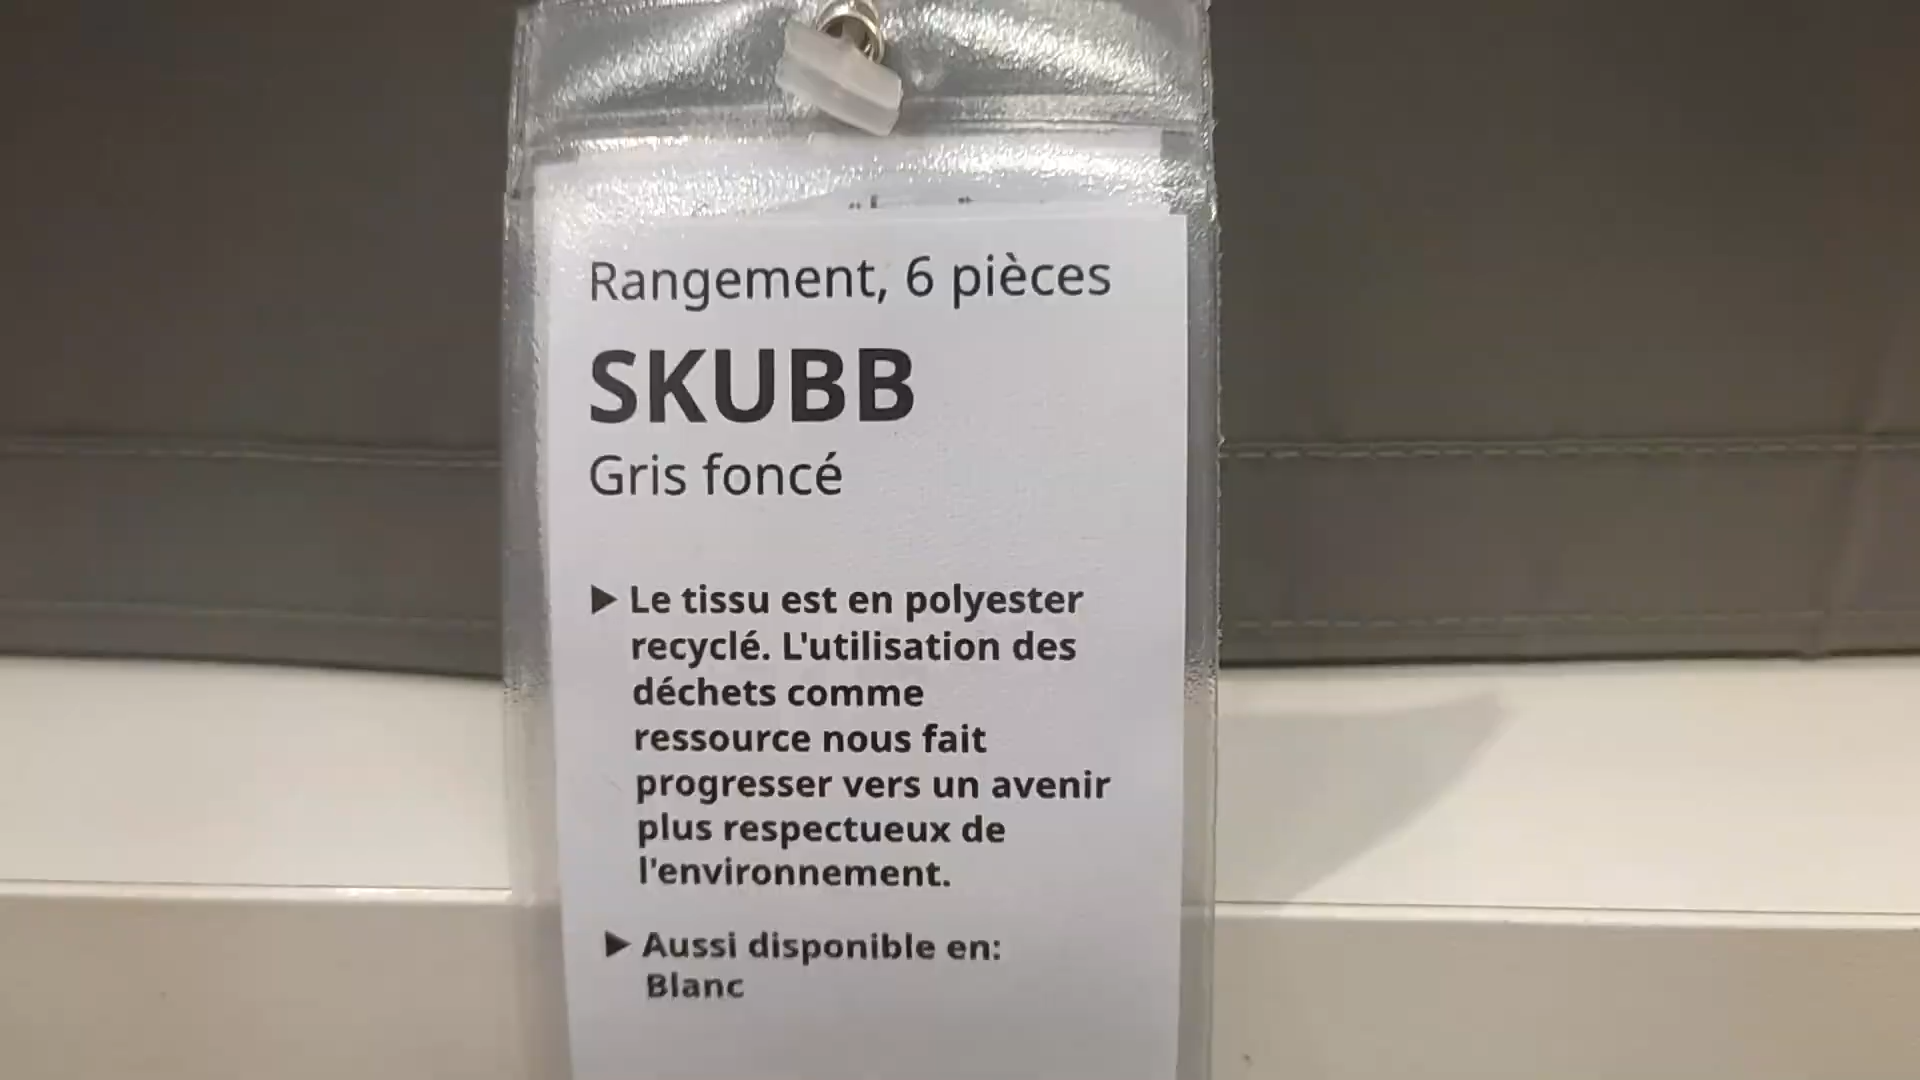 Rangement, 6 pièces
SKUBB
Gris foncé
▶ Le tissu est en polyester
recyclé. L'utilisation des
déchets comme
ressource nous fait
progresser vers un avenir
plus respectueux de
l'environnement.
▶ Aussi disponible en:
Blanc